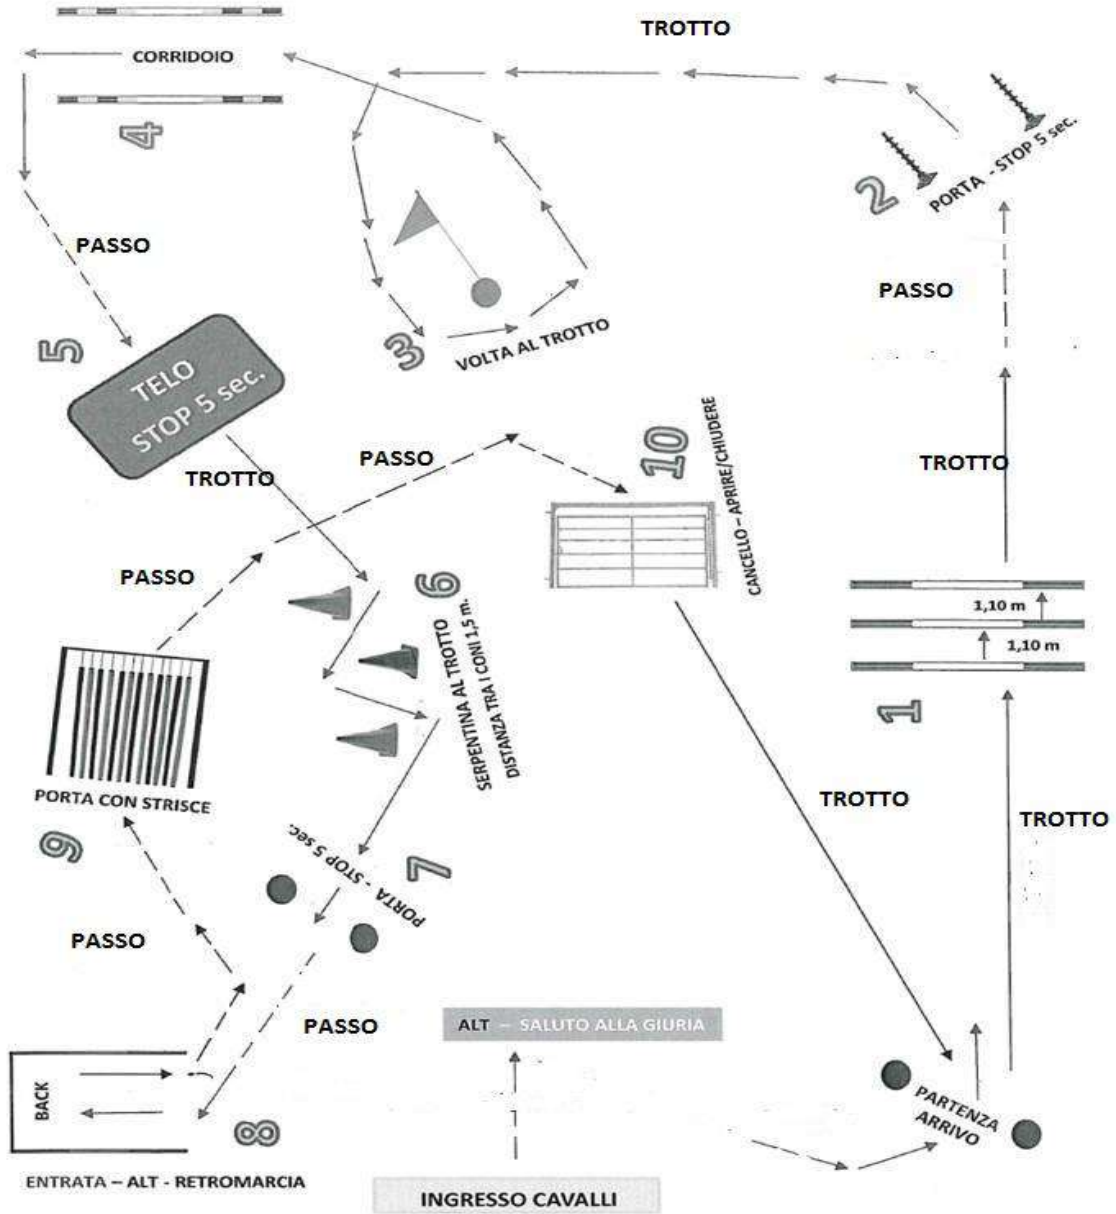 TROTTO
CORRIDOIO
4
2
PORTA - STOP 5 sec.
PASSO
PASSO
3
VOLTA AL TROTTO
5
TELO
STOP 5 sec.
TROTTO
PASSO
10
CANCELLO – APRIRE/CHIUDERE
TROTTO
PASSO
6
SERPENTINA AL TROTTO
DISTANZA TRA I CONI 1,5 m.
1,10 m
1,10 m
1
PORTA CON STRISCE
9
TROTTO
TROTTO
PORTA - STOP 5 sec.
7
PASSO
PASSO
ALT – SALUTO ALLA GIURIA
BACK
8
PARTENZA
ARRIVO
ENTRATA – ALT - RETROMARCIA
INGRESSO CAVALLI